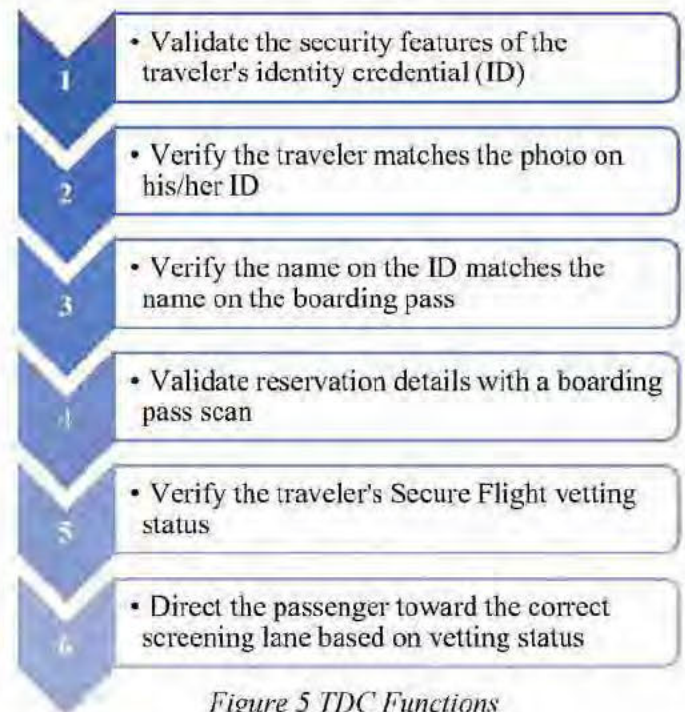 1
• Validate the security features of the
traveler's identity credential (ID)
2
• Verify the traveler matches the photo on
his/her ID
3
• Verify the name on the ID matches the
name on the boarding pass
4
• Validate reservation details with a boarding
pass scan
5
• Verify the traveler's Secure Flight vetting
status
6
• Direct the passenger toward the correct
screening lane based on vetting status
Figure 5 TDC Functions